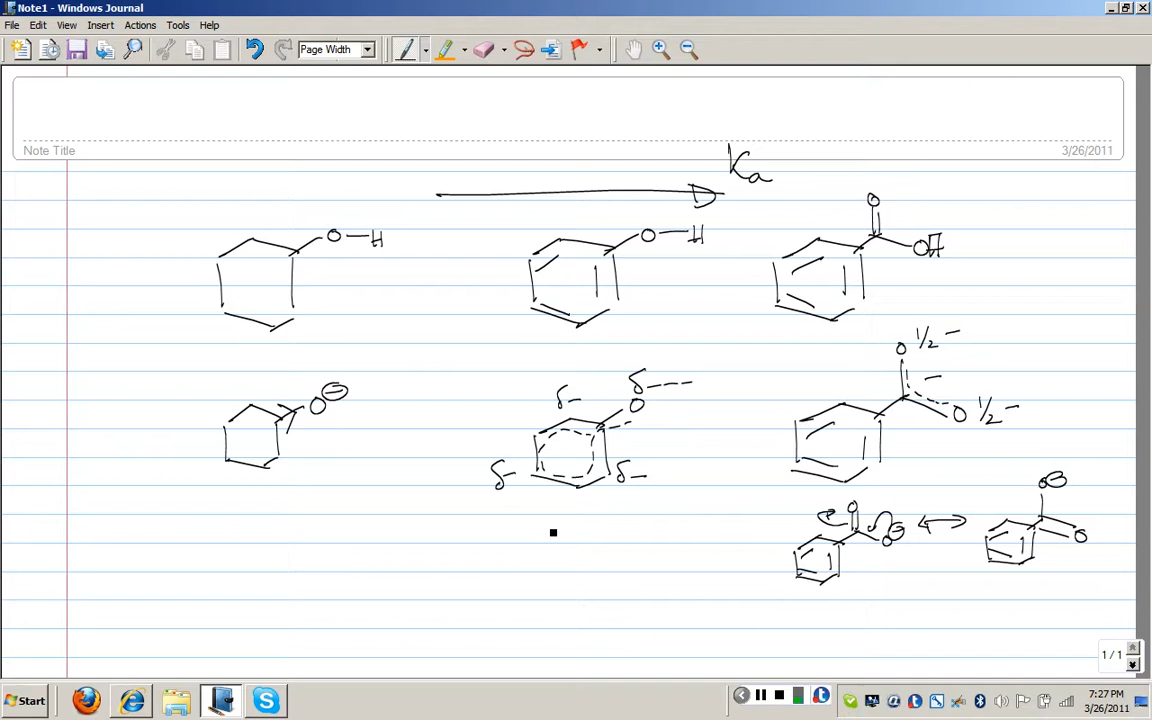 Note1 - Windows Journal
File Edit View Insert Actions Tools Help
Page Width
Note Title
3/26/2011
Ka
O
O—H
O—H
OH
O 1/2 −
−
O⊖
δ−
δ---
O
O 1/2 −
δ−
δ−
O⊖
O
O⊖
O
1 / 1
Start
7:27 PM
3/26/2011